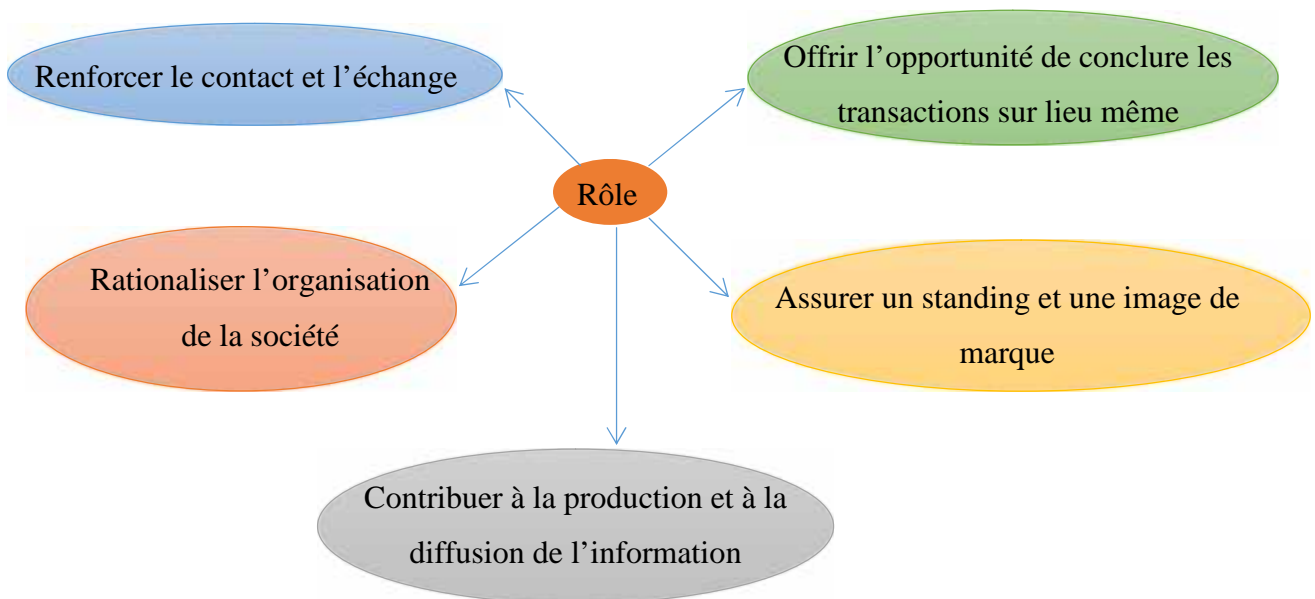 Renforcer le contact et l’échange
Offrir l’opportunité de conclure les
transactions sur lieu même
Rôle
Rationaliser l’organisation
de la société
Assurer un standing et une image de
marque
Contribuer à la production et à la
diffusion de l’information